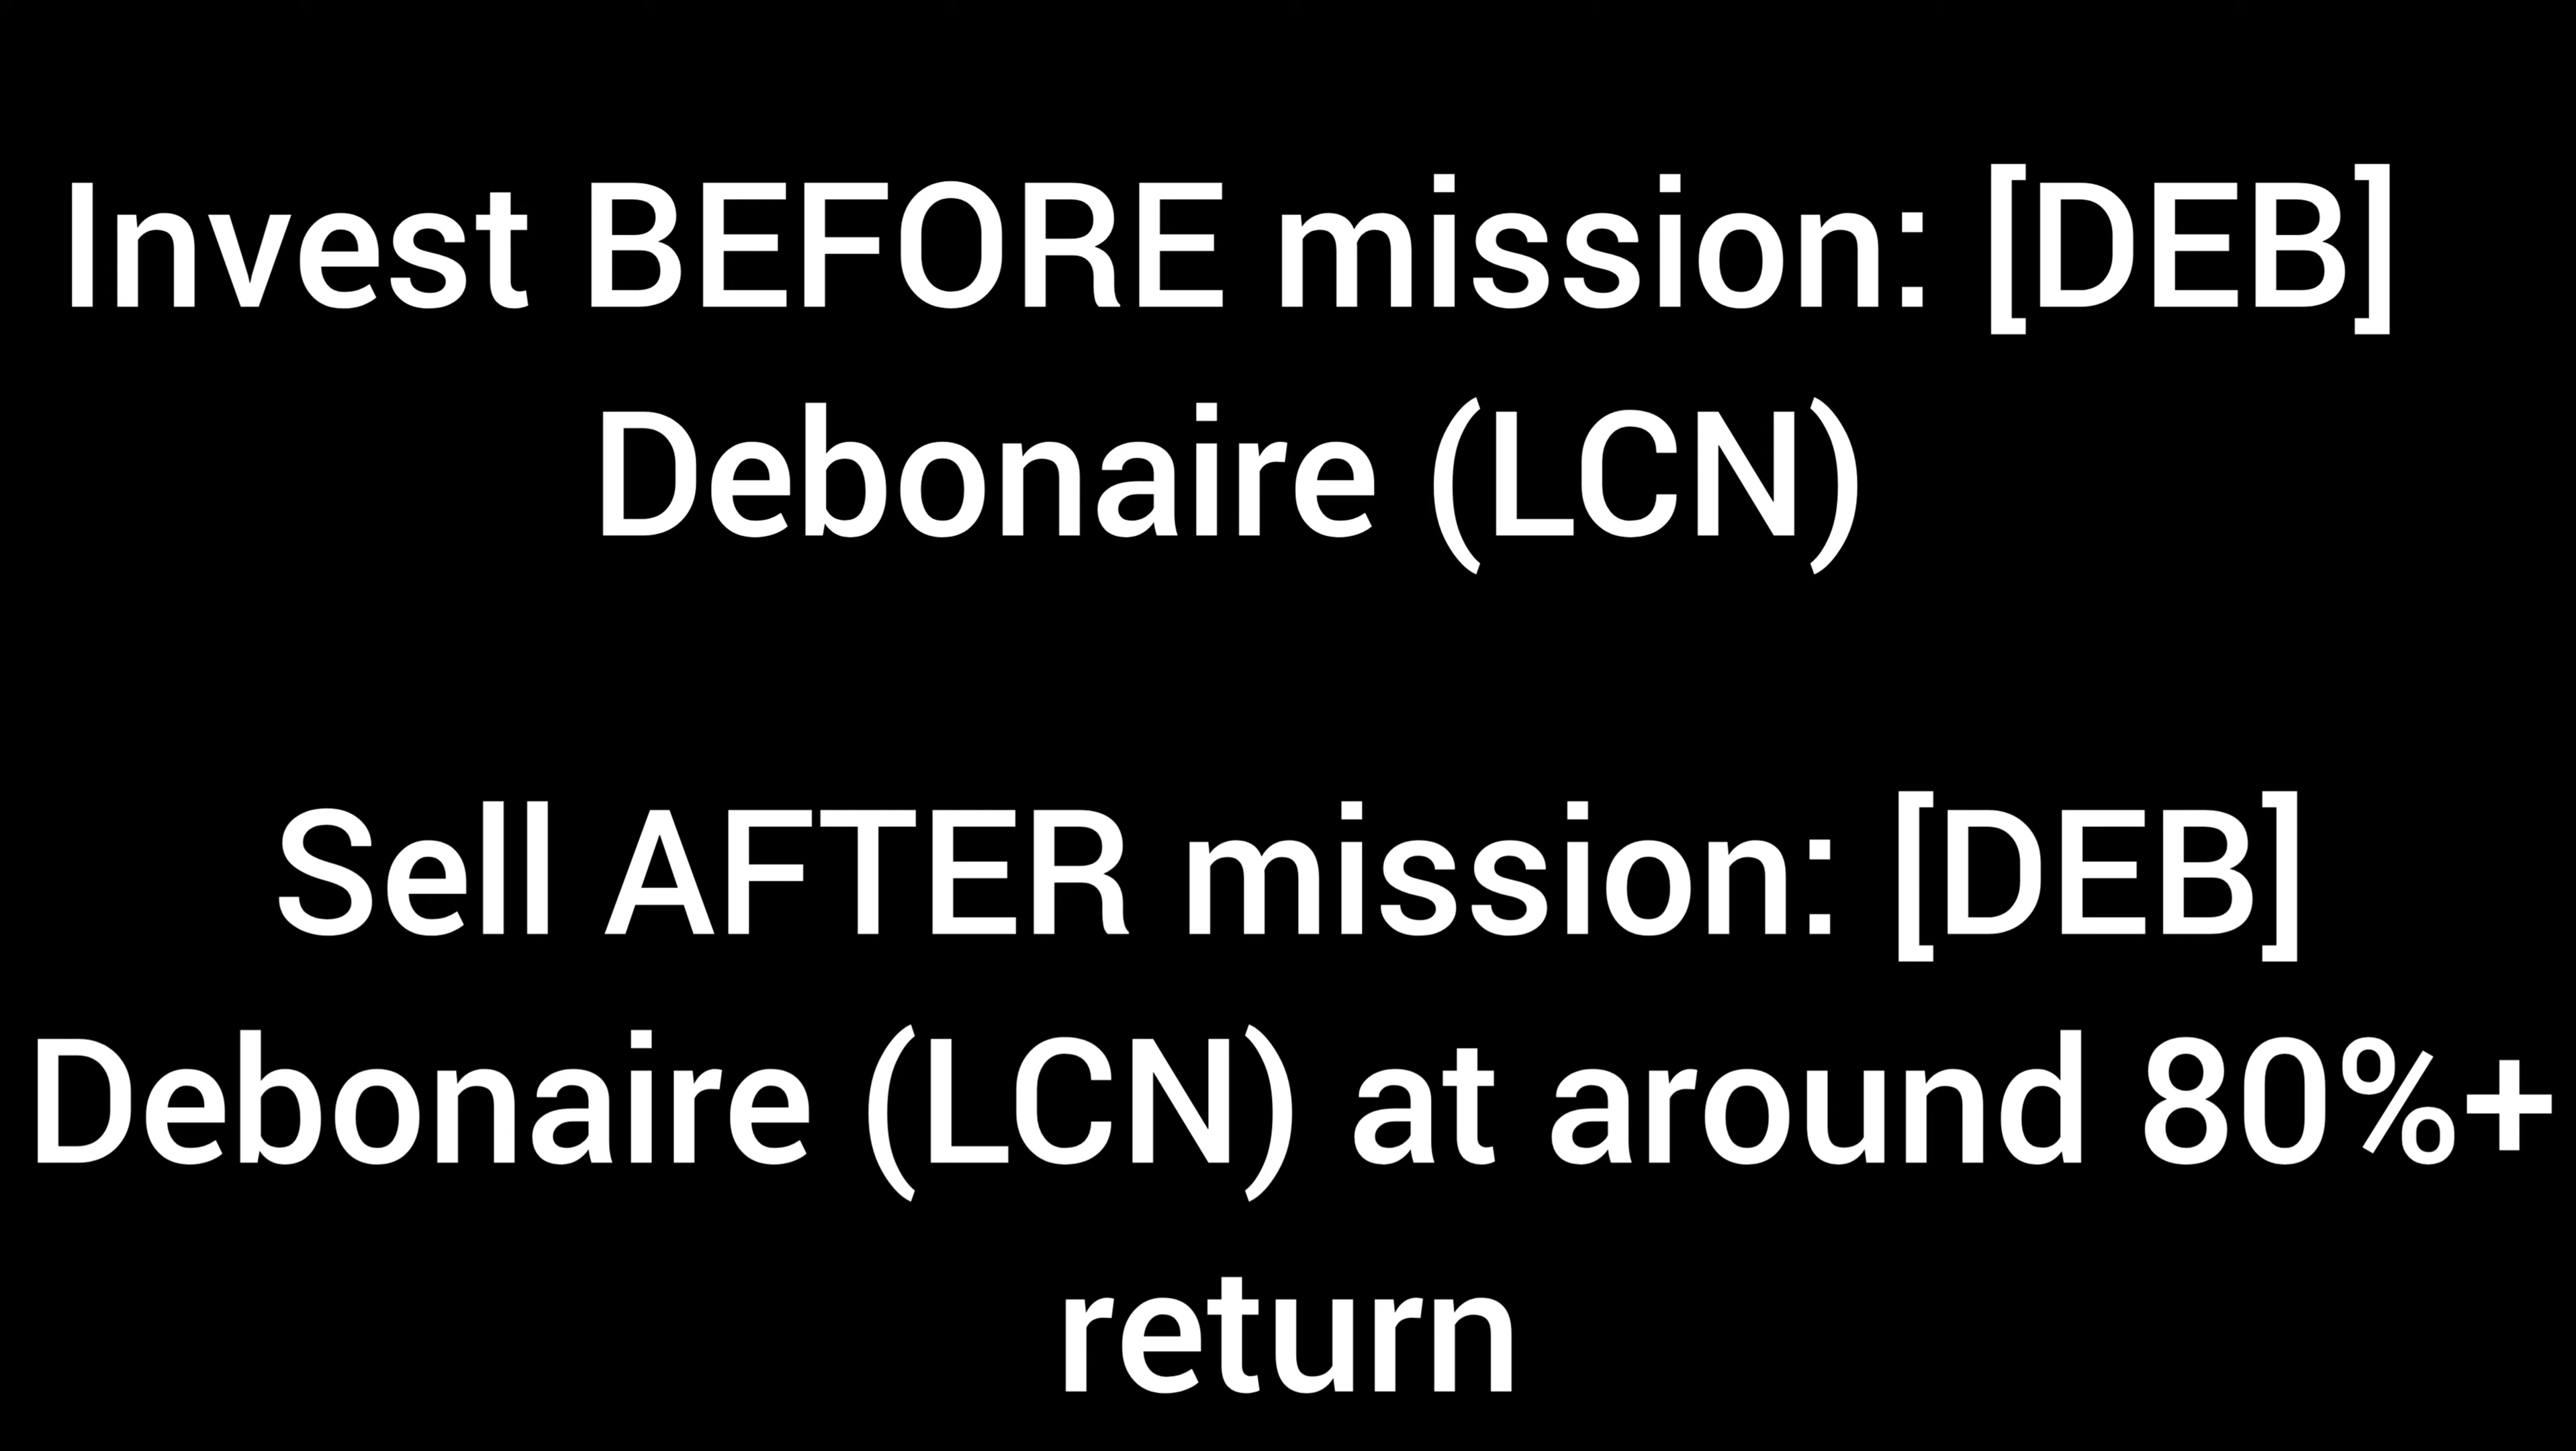 Invest BEFORE mission: [DEB]
Debonaire (LCN)
Sell AFTER mission: [DEB]
Debonaire (LCN) at around 80%+
return